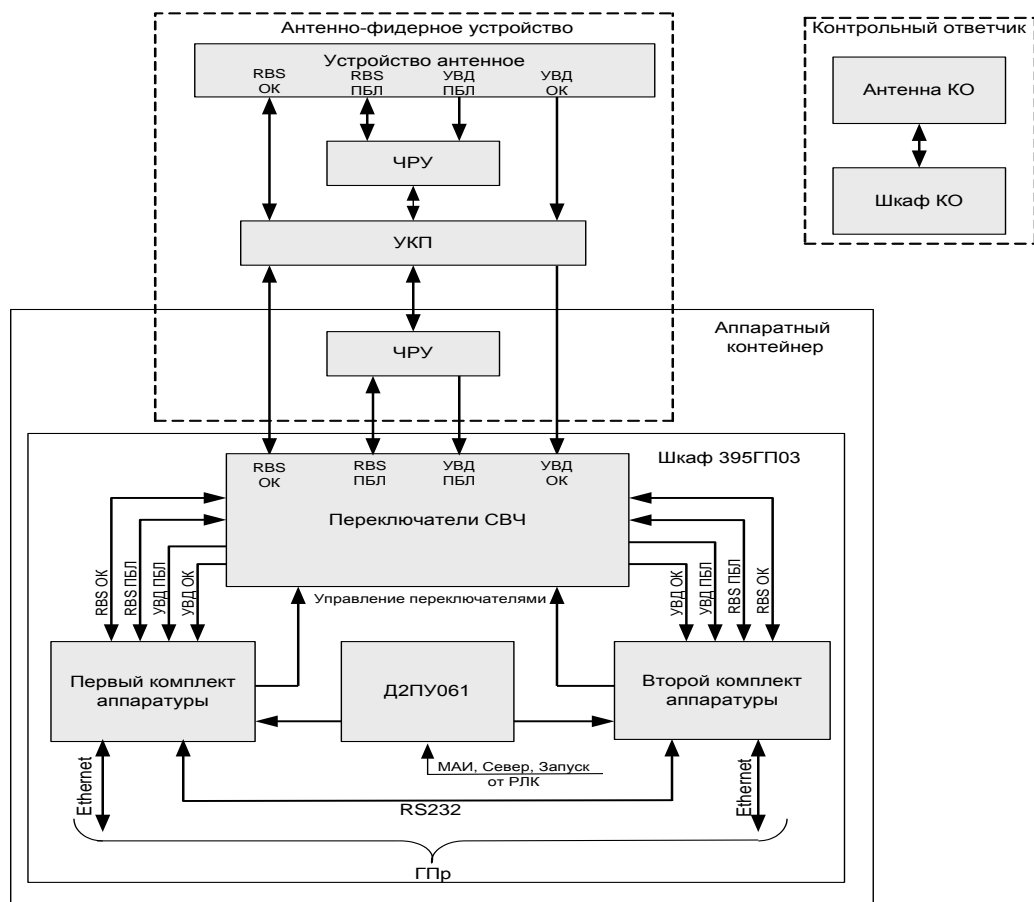 Антенно-фидерное устройство
Устройство антенное
RBS
ОК
RBS
ПБЛ
УВД
ПБЛ
УВД
ОК
ЧРУ
УКП
ЧРУ
Контрольный ответчик
Антенна КО
Шкаф КО
Аппаратный
контейнер
Шкаф 395ГП03
RBS
ОК
RBS
ПБЛ
УВД
ПБЛ
УВД
ОК
Переключатели СВЧ
RBS ОК
RBS ПБЛ
УВД ПБЛ
УВД ОК
УВД ОК
УВД ПБЛ
RBS ПБЛ
RBS ОК
Управление переключателями
Первый комплект
аппаратуры
Д2ПУ061
Второй комплект
аппаратуры
МАИ, Север, Запуск
от РЛК
Ethernet
RS232
Ethernet
ГПр